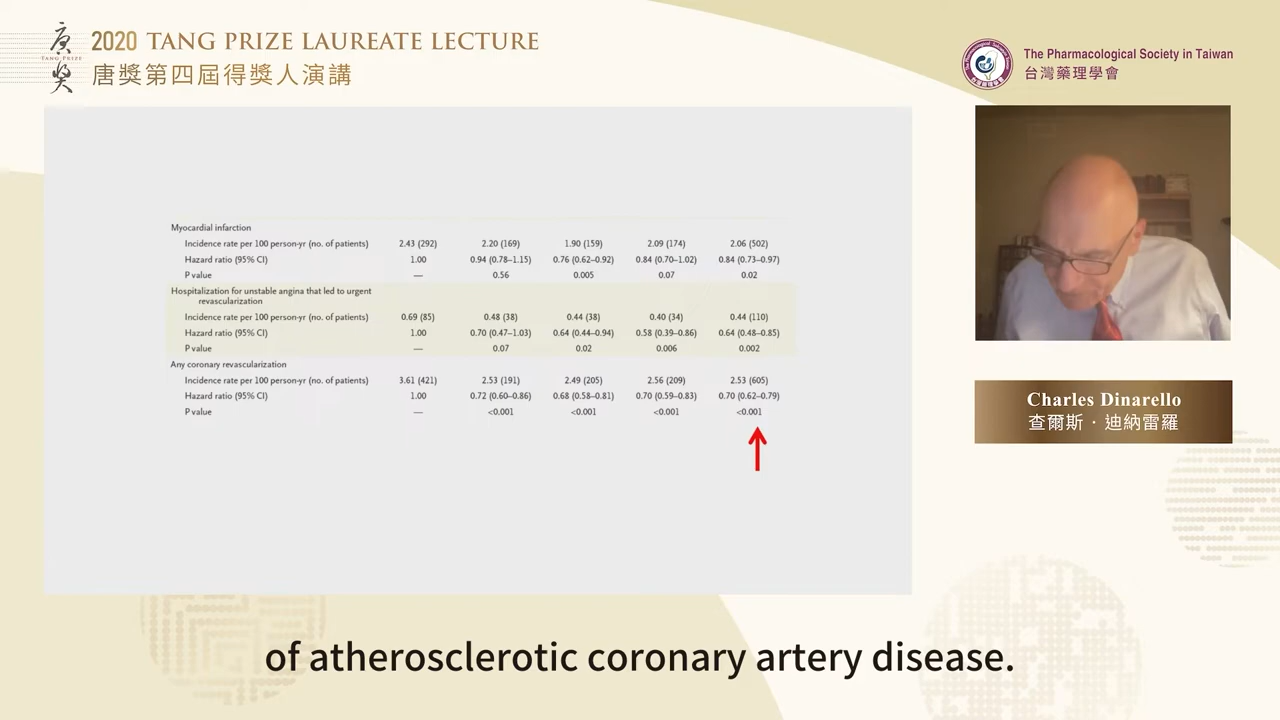 唐獎
TANG PRIZE
2020 TANG PRIZE LAUREATE LECTURE
唐獎第四屆得獎人演講
The Pharmacological Society in Taiwan
台灣藥理學會
Myocardial infarction
Incidence rate per 100 person-yr (no. of patients) 2.43 (292) 2.20 (169) 1.90 (159) 2.09 (174) 2.06 (502)
Hazard ratio (95% CI) 1.00 0.94 (0.78–1.15) 0.76 (0.62–0.92) 0.84 (0.70–1.02) 0.84 (0.73–0.97)
P value — 0.56 0.005 0.07 0.02
Hospitalization for unstable angina that led to urgent
revascularization
Incidence rate per 100 person-yr (no. of patients) 0.69 (85) 0.48 (38) 0.44 (38) 0.40 (34) 0.44 (110)
Hazard ratio (95% CI) 1.00 0.70 (0.47–1.03) 0.64 (0.44–0.94) 0.58 (0.39–0.86) 0.64 (0.48–0.85)
P value — 0.07 0.02 0.006 0.002
Any coronary revascularization
Incidence rate per 100 person-yr (no. of patients) 3.61 (421) 2.53 (191) 2.49 (205) 2.56 (209) 2.53 (605)
Hazard ratio (95% CI) 1.00 0.72 (0.60–0.86) 0.68 (0.58–0.81) 0.70 (0.59–0.83) 0.70 (0.62–0.79)
P value — <0.001 <0.001 <0.001 <0.001
Charles Dinarello
查爾斯・迪納雷羅
of atherosclerotic coronary artery disease.